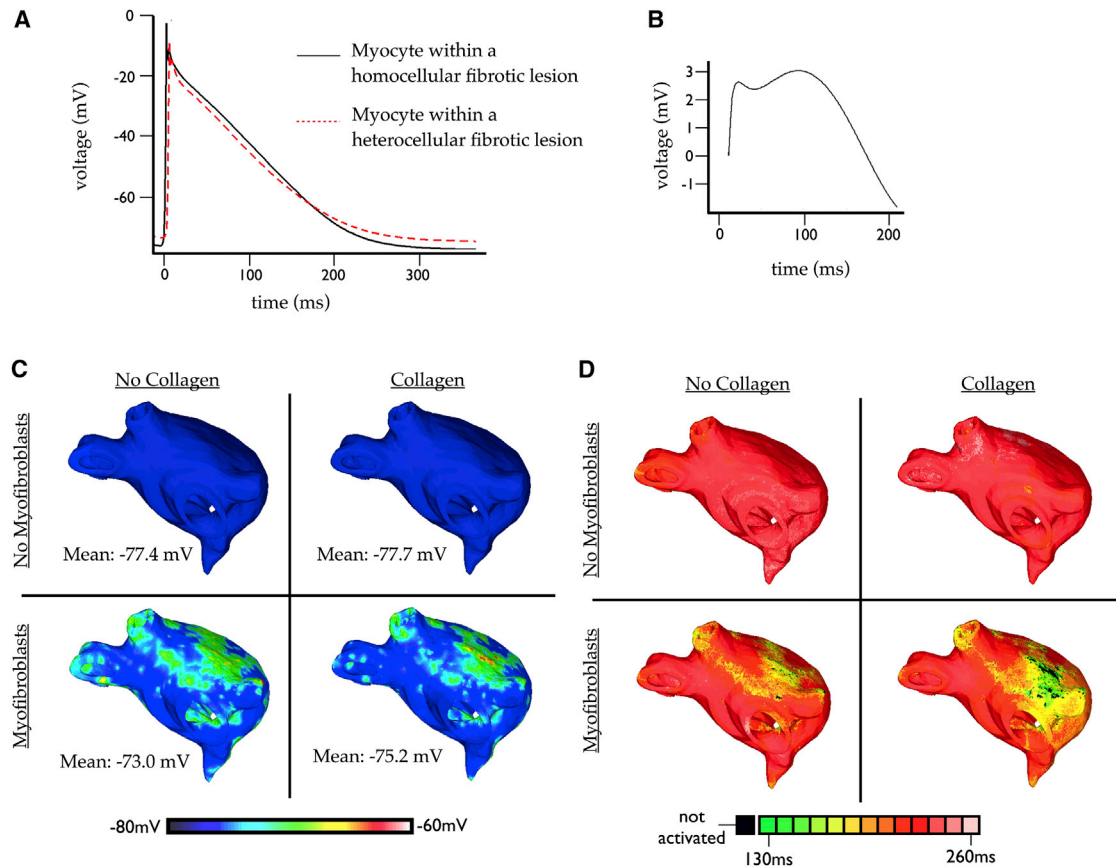 A
0
-20
-40
-60
voltage (mV)
0
100
200
300
time (ms)
Myocyte within a
homocellular fibrotic lesion
Myocyte within a
heterocellular fibrotic lesion
B
3
2
1
0
-1
voltage (mV)
0
100
200
time (ms)
C
No Collagen
Collagen
No Myofibroblasts
Mean: -77.4 mV
Mean: -77.7 mV
Myofibroblasts
Mean: -73.0 mV
Mean: -75.2 mV
-80mV
-60mV
D
No Collagen
Collagen
No Myofibroblasts
Myofibroblasts
not
activated
130ms
260ms